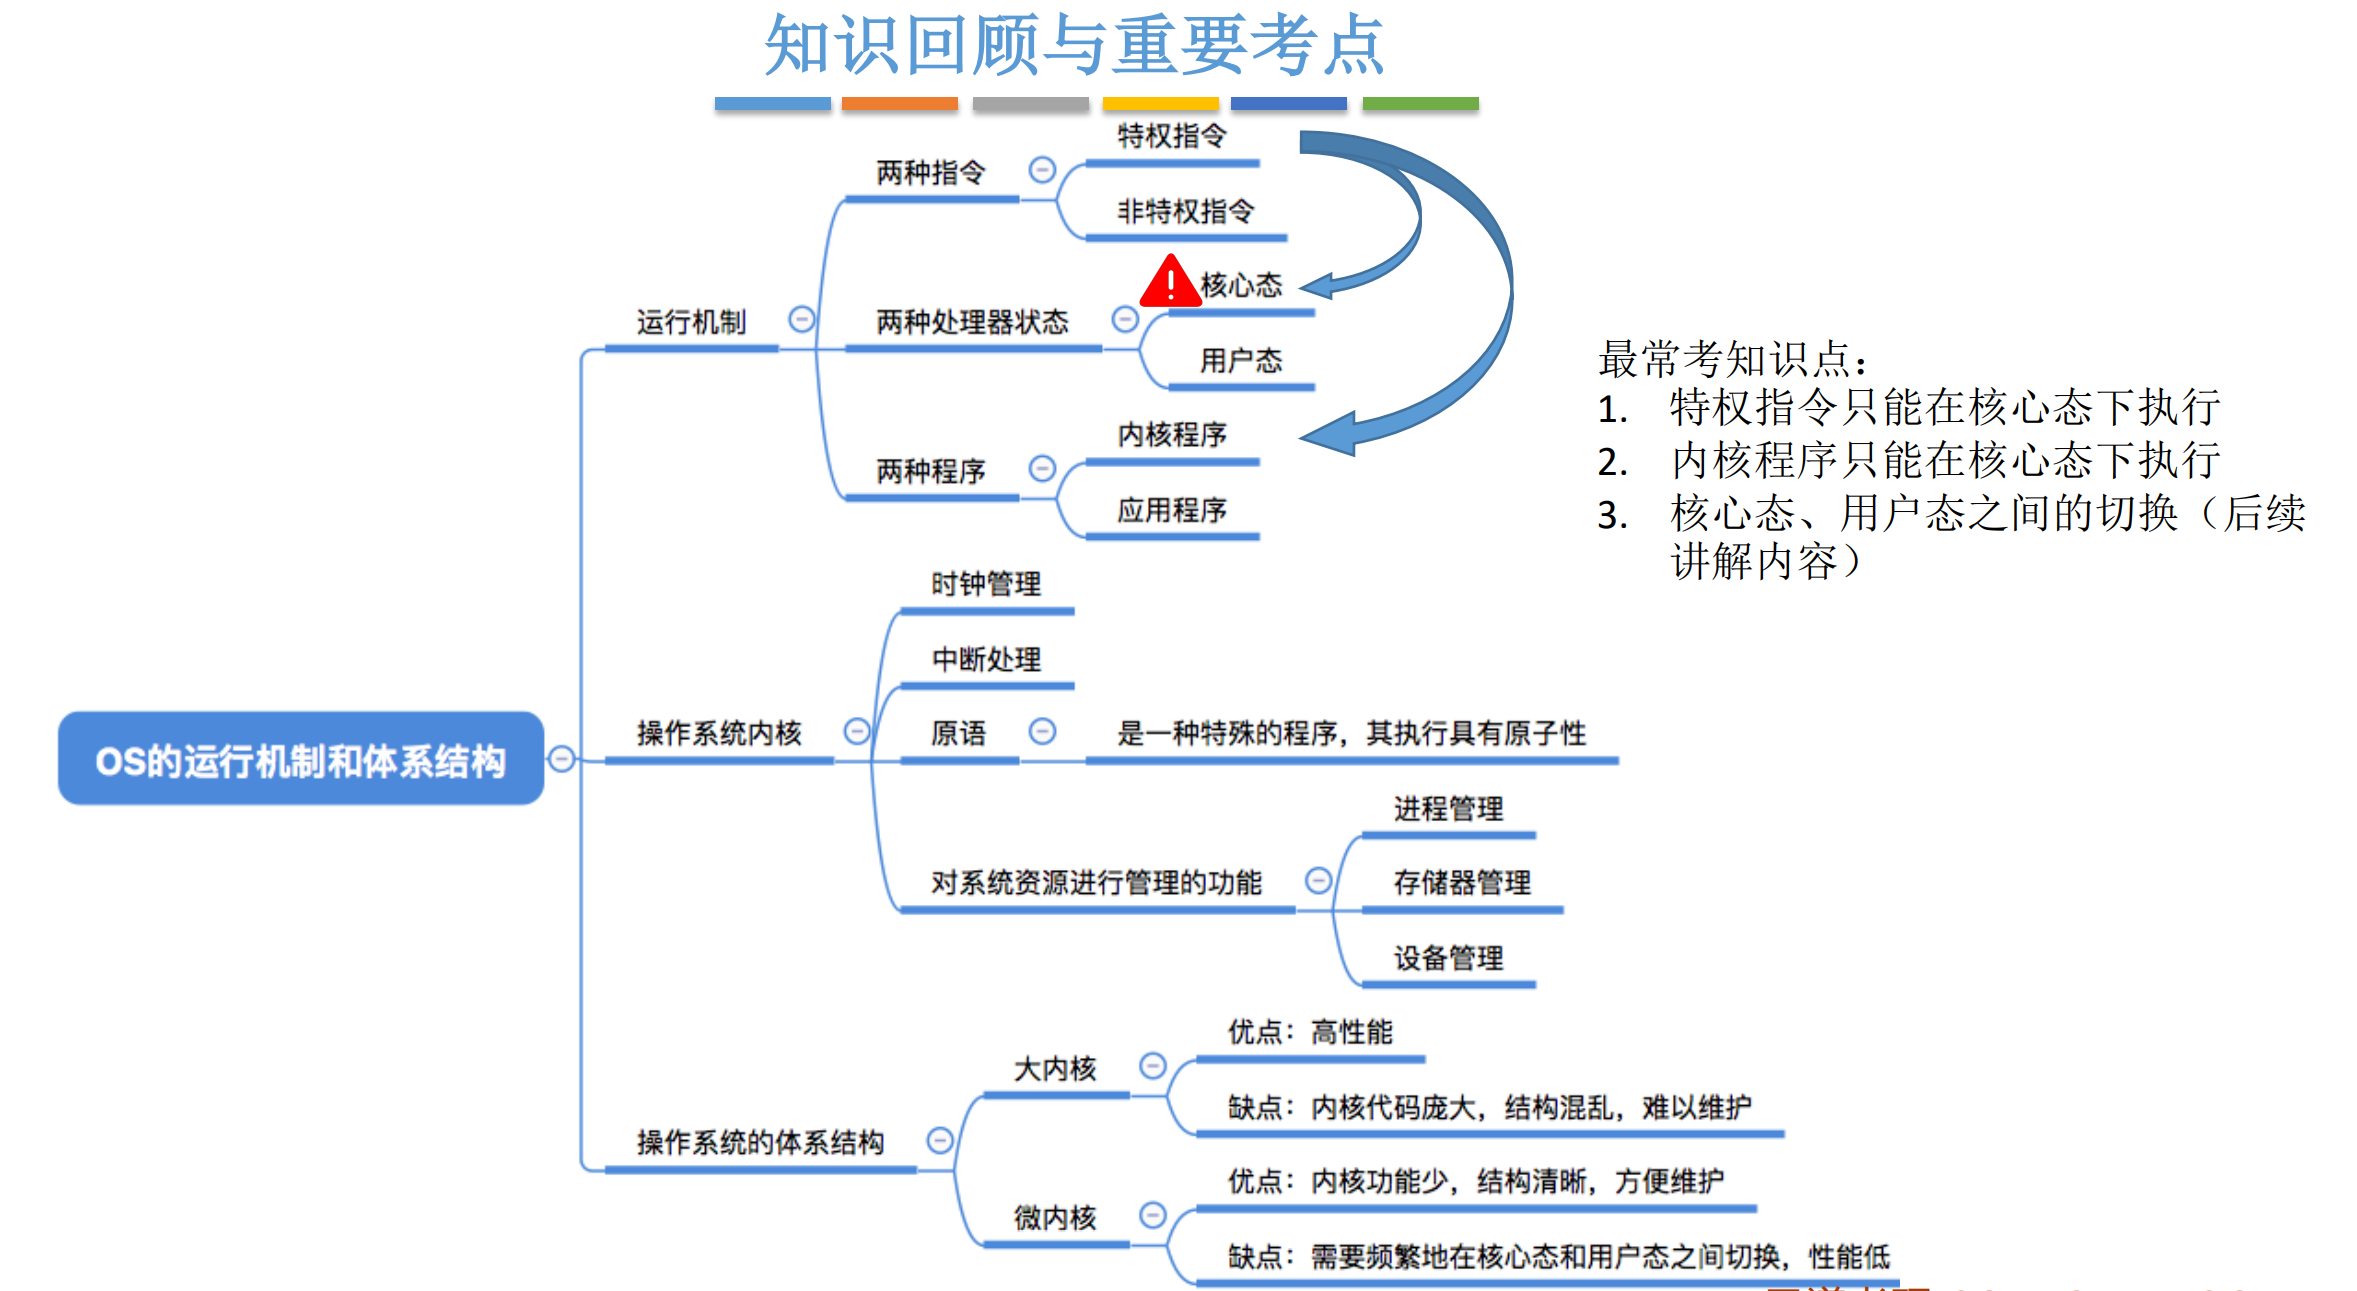 知识回顾与重要考点
特权指令
两种指令
非特权指令
核心态
运行机制
两种处理器状态
用户态
内核程序
两种程序
应用程序
最常考知识点：
1. 特权指令只能在核心态下执行
2. 内核程序只能在核心态下执行
3. 核心态、用户态之间的切换（后续
讲解内容）
时钟管理
中断处理
操作系统内核
原语
是一种特殊的程序，其执行具有原子性
OS的运行机制和体系结构
进程管理
对系统资源进行管理的功能
存储器管理
设备管理
优点：高性能
大内核
缺点：内核代码庞大，结构混乱，难以维护
操作系统的体系结构
优点：内核功能少，结构清晰，方便维护
微内核
缺点：需要频繁地在核心态和用户态之间切换，性能低